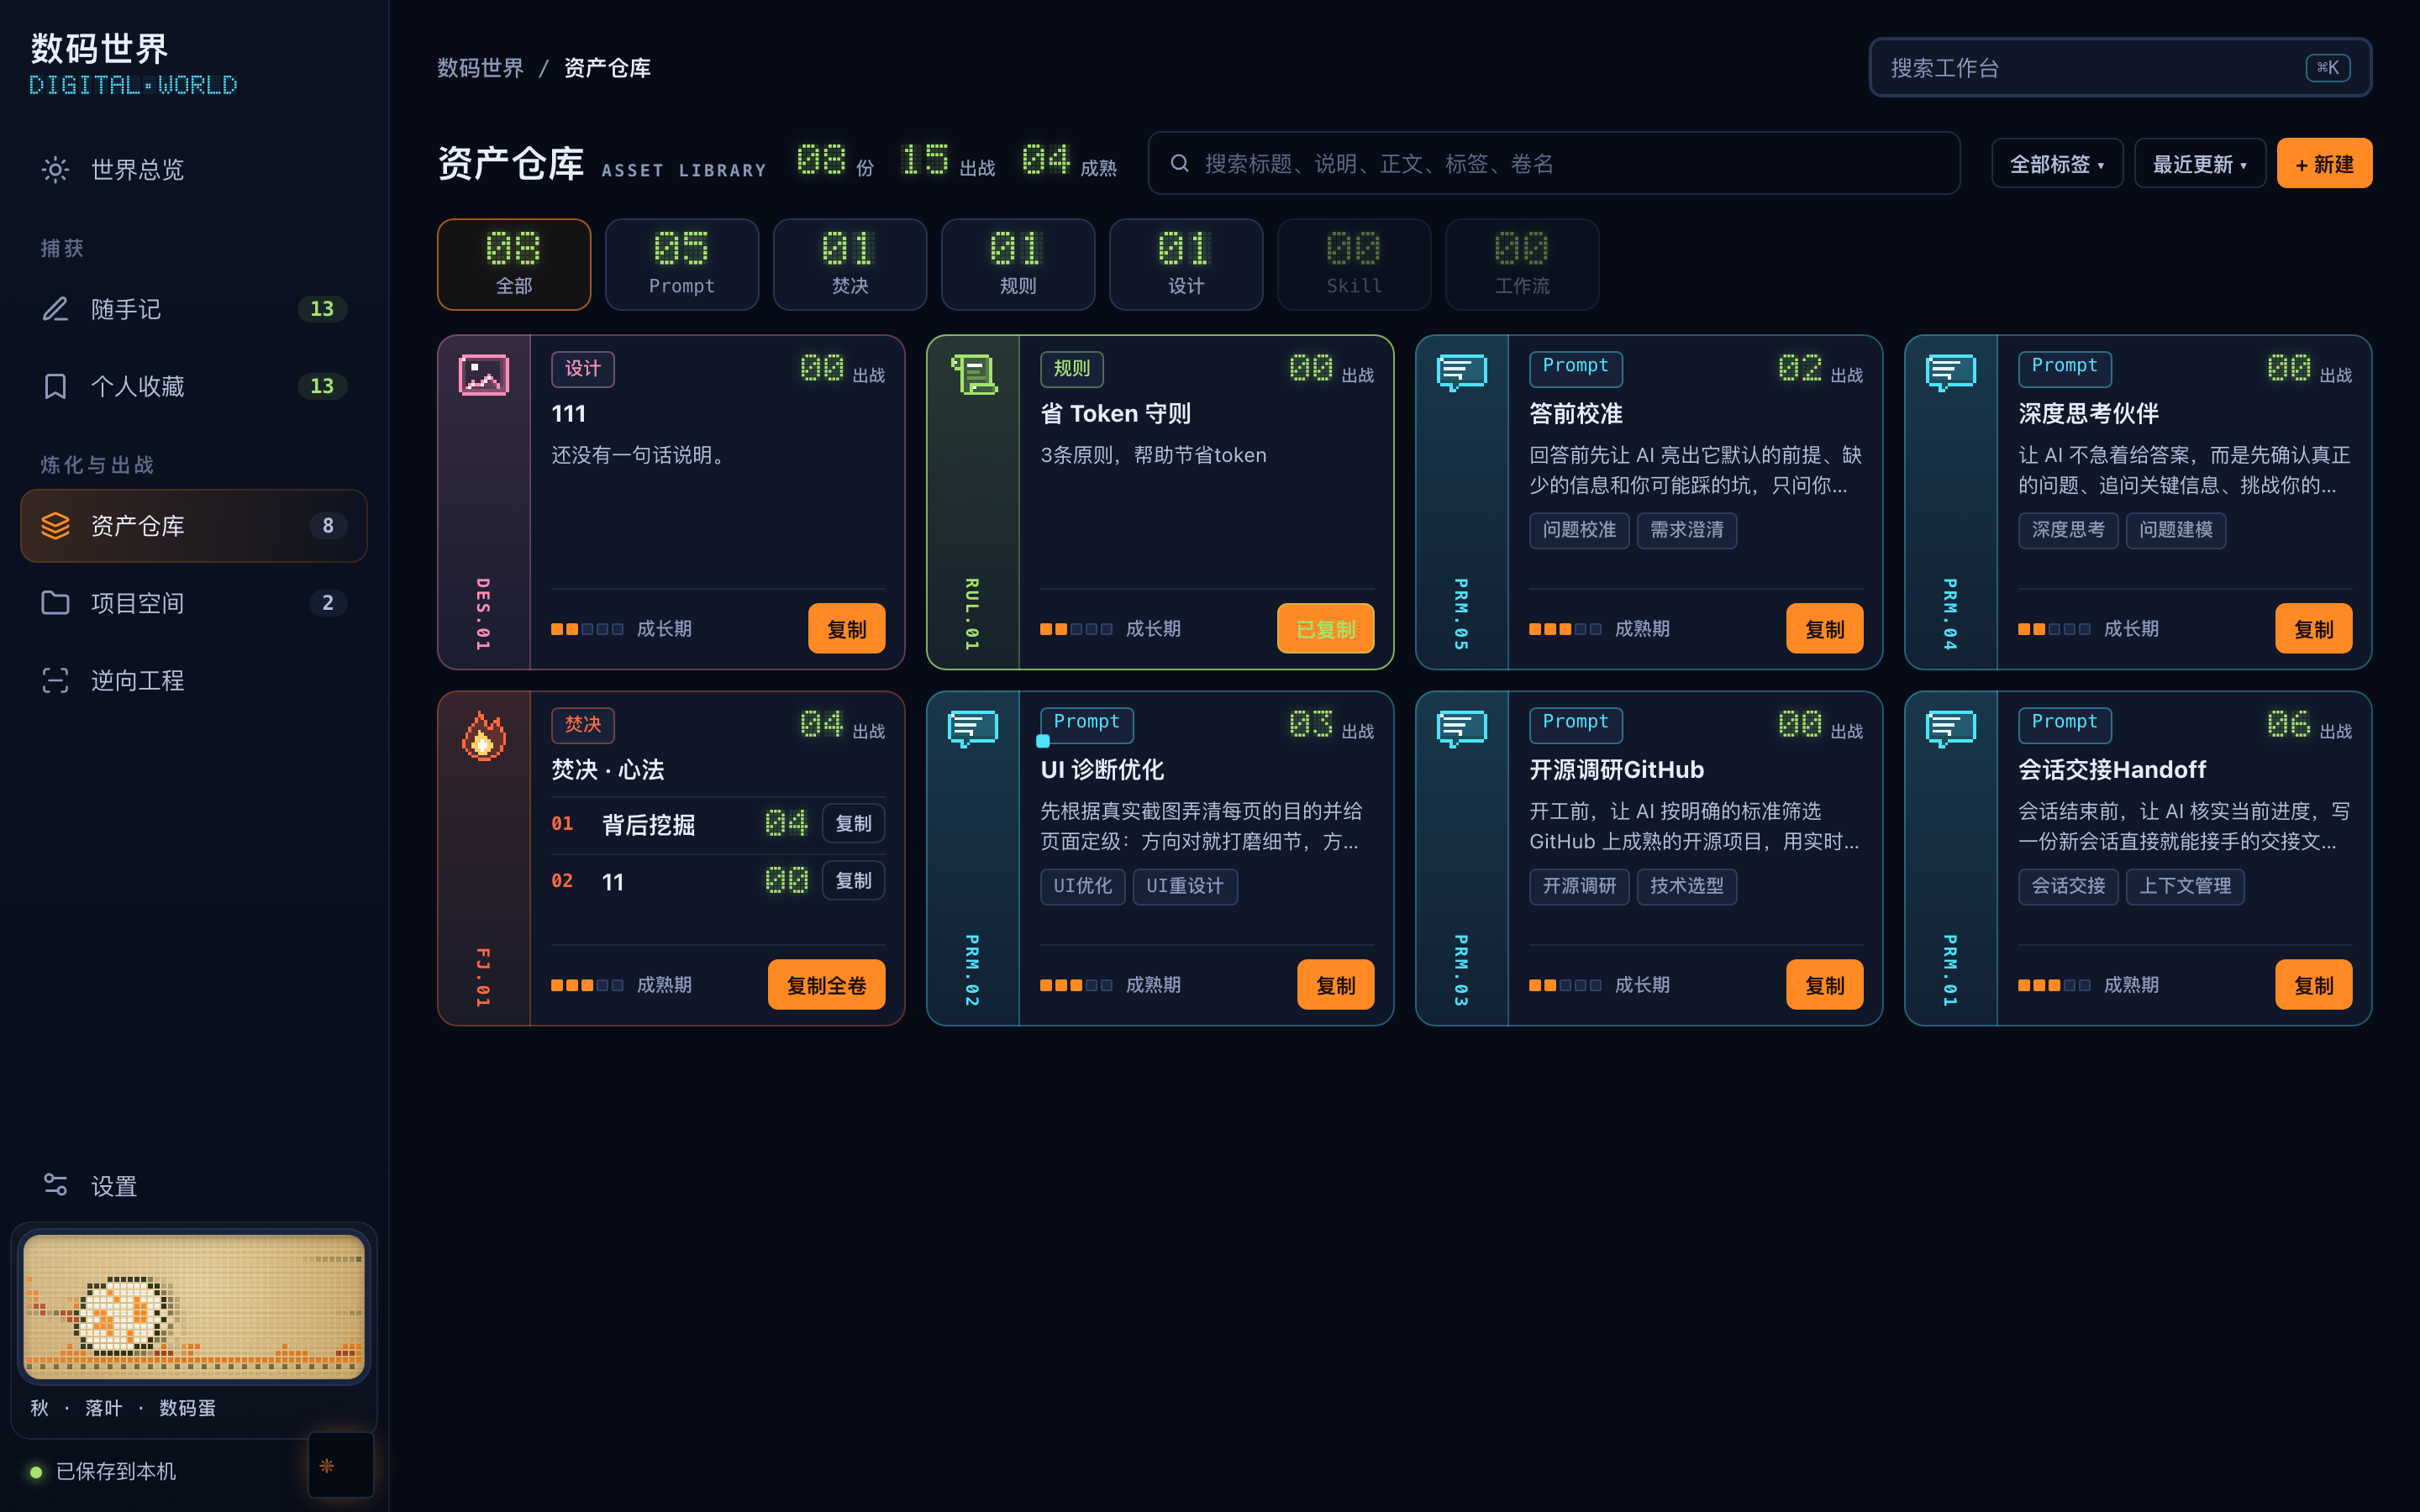 数码世界
DIGITAL·WORLD
世界总览
捕获
随手记 13
个人收藏 13
炼化与出战
资产仓库 8
项目空间 2
逆向工程
设置
秋 · 落叶 · 数码蛋
已保存到本机
数码世界 / 资产仓库
搜索工作台 ⌘K
资产仓库 ASSET LIBRARY 08 份 15 出战 04 成熟
搜索标题、说明、正文、标签、卷名
全部标签 ▾ 最近更新 ▾ + 新建
08 全部
05 Prompt
01 焚决
01 规则
01 设计
00 Skill
00 工作流
设计 00 出战
111
还没有一句话说明。
DES.01
成长期 复制
规则 00 出战
省 Token 守则
3条原则，帮助节省token
RUL.01
成长期 已复制
Prompt 02 出战
答前校准
回答前先让 AI 亮出它默认的前提、缺
少的信息和你可能踩的坑，只问你...
问题校准 需求澄清
PRM.05
成熟期 复制
Prompt 00 出战
深度思考伙伴
让 AI 不急着给答案，而是先确认真正
的问题、追问关键信息、挑战你的...
深度思考 问题建模
PRM.04
成长期 复制
焚决 04 出战
焚决 · 心法
01 背后挖掘 04 复制
02 11 00 复制
FJ.01
成熟期 复制全卷
Prompt 03 出战
UI 诊断优化
先根据真实截图弄清每页的目的并给
页面定级：方向对就打磨细节，方...
UI优化 UI重设计
PRM.02
成熟期 复制
Prompt 00 出战
开源调研GitHub
开工前，让 AI 按明确的标准筛选
GitHub 上成熟的开源项目，用实时...
开源调研 技术选型
PRM.03
成长期 复制
Prompt 06 出战
会话交接Handoff
会话结束前，让 AI 核实当前进度，写
一份新会话直接就能接手的交接文...
会话交接 上下文管理
PRM.01
成熟期 复制